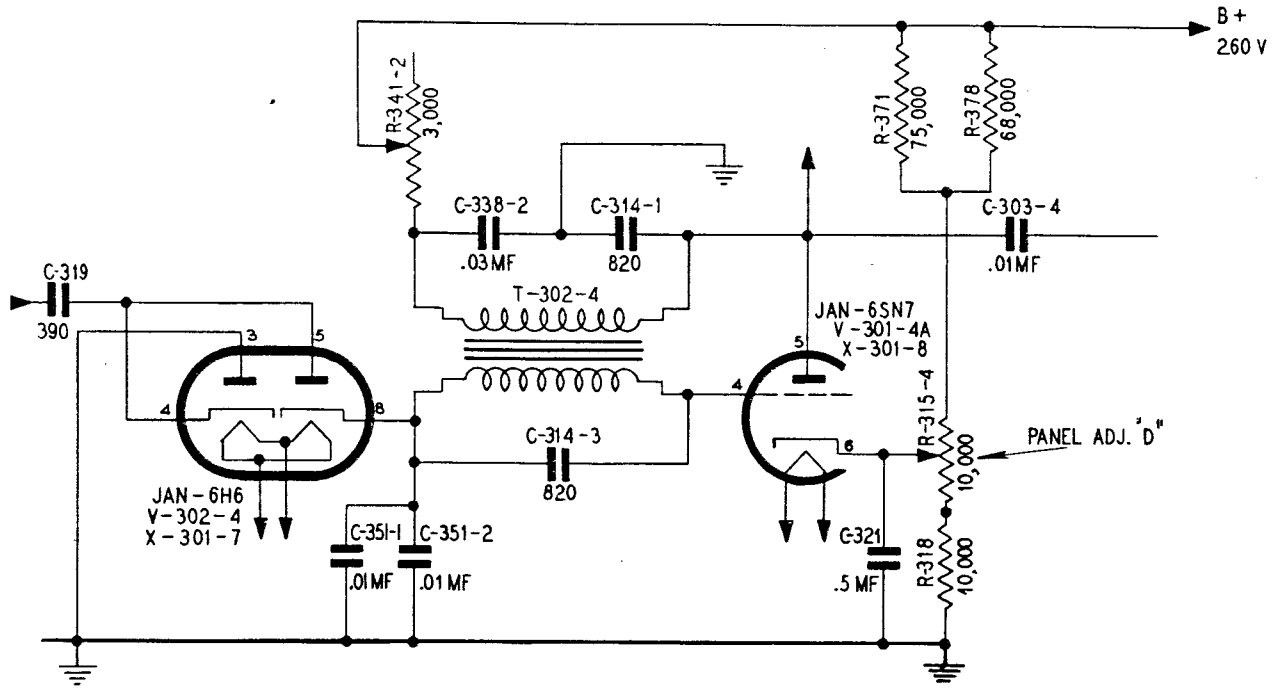 B+
260 V
R-341-2
3,000
R-371
75,000
R-378
68,000
C-338-2
.03 MF
C-314-1
820
C-303-4
.01 MF
C-319
390
T-302-4
JAN-6SN7
V-301-4A
X-301-8
3
5
4
8
5
4
6
C-314-3
820
R-315-4
10,000
PANEL ADJ. "D"
JAN-6H6
V-302-4
X-301-7
C-351-1
.01 MF
C-351-2
.01 MF
C-321
.5 MF
R-318
10,000